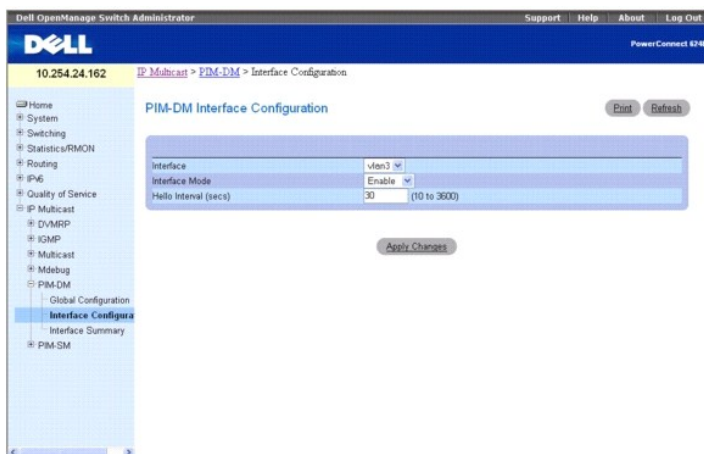 Dell OpenManage Switch Administrator Support Help About Log Out
DELL
PowerConnect 624
10.254.24.162
IP Multicast > PIM-DM > Interface Configuration
Home
System
Switching
Statistics/RMON
Routing
IPv6
Quality of Service
IP Multicast
DVMRP
IGMP
Multicast
Mdebug
PIM-DM
Global Configuration
Interface Configura
Interface Summary
PIM-SM
PIM-DM Interface Configuration
Print Refresh
Interface vlan3
Interface Mode Enable
Hello Interval (secs) 30 (10 to 3600)
Apply Changes